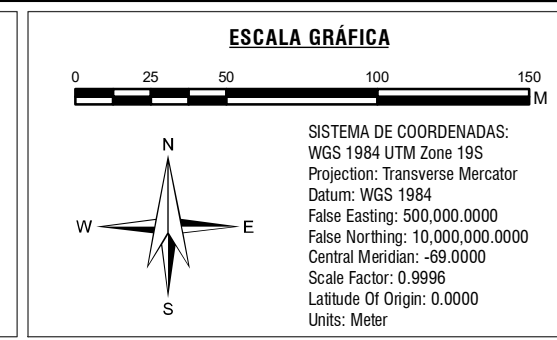 ESCALA GRÁFICA
0 25 50 100 150
M
N
W E
S
SISTEMA DE COORDENADAS:
WGS 1984 UTM Zone 19S
Projection: Transverse Mercator
Datum: WGS 1984
False Easting: 500,000.0000
False Northing: 10,000,000.0000
Central Meridian: -69.0000
Scale Factor: 0.9996
Latitude Of Origin: 0.0000
Units: Meter